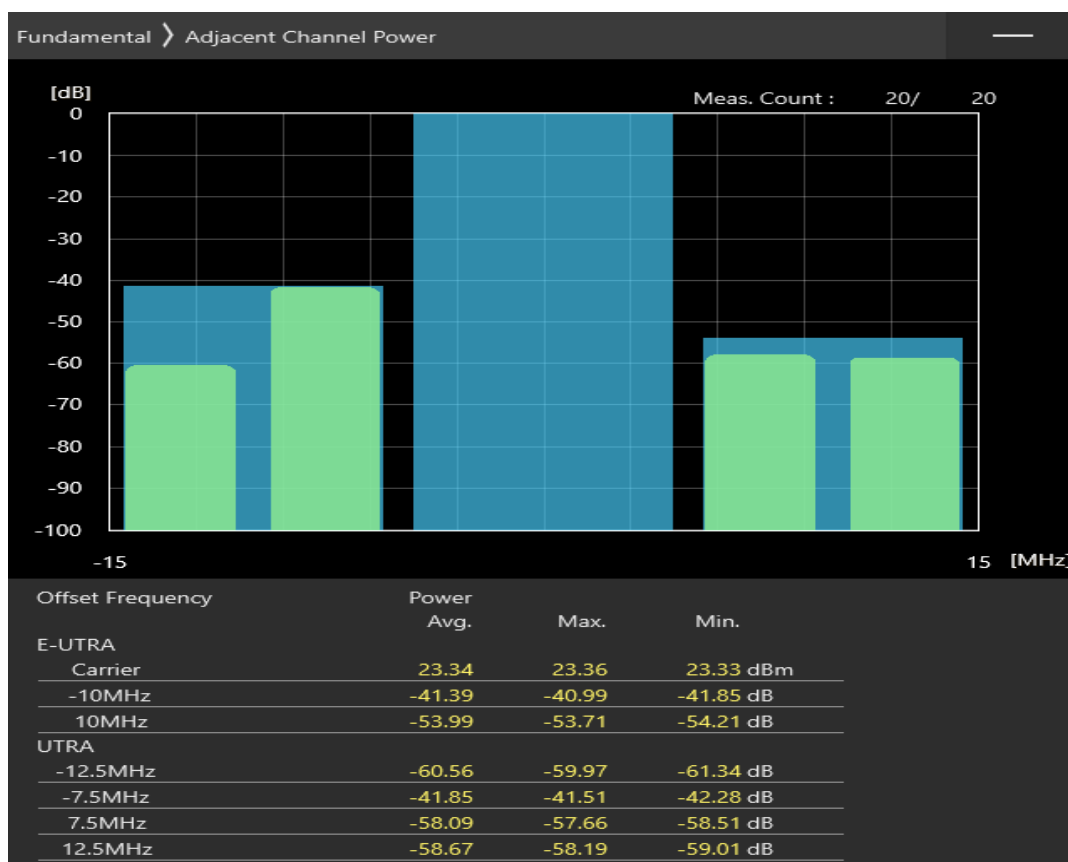 Fundamental 〉 Adjacent Channel Power
[dB]
Meas. Count : 20/ 20
0
-10
-20
-30
-40
-50
-60
-70
-80
-90
-100
-15 15 [MHz]
Offset Frequency Power
Avg. Max. Min.
E-UTRA
Carrier 23.34 23.36 23.33 dBm
-10MHz -41.39 -40.99 -41.85 dB
10MHz -53.99 -53.71 -54.21 dB
UTRA
-12.5MHz -60.56 -59.97 -61.34 dB
-7.5MHz -41.85 -41.51 -42.28 dB
7.5MHz -58.09 -57.66 -58.51 dB
12.5MHz -58.67 -58.19 -59.01 dB